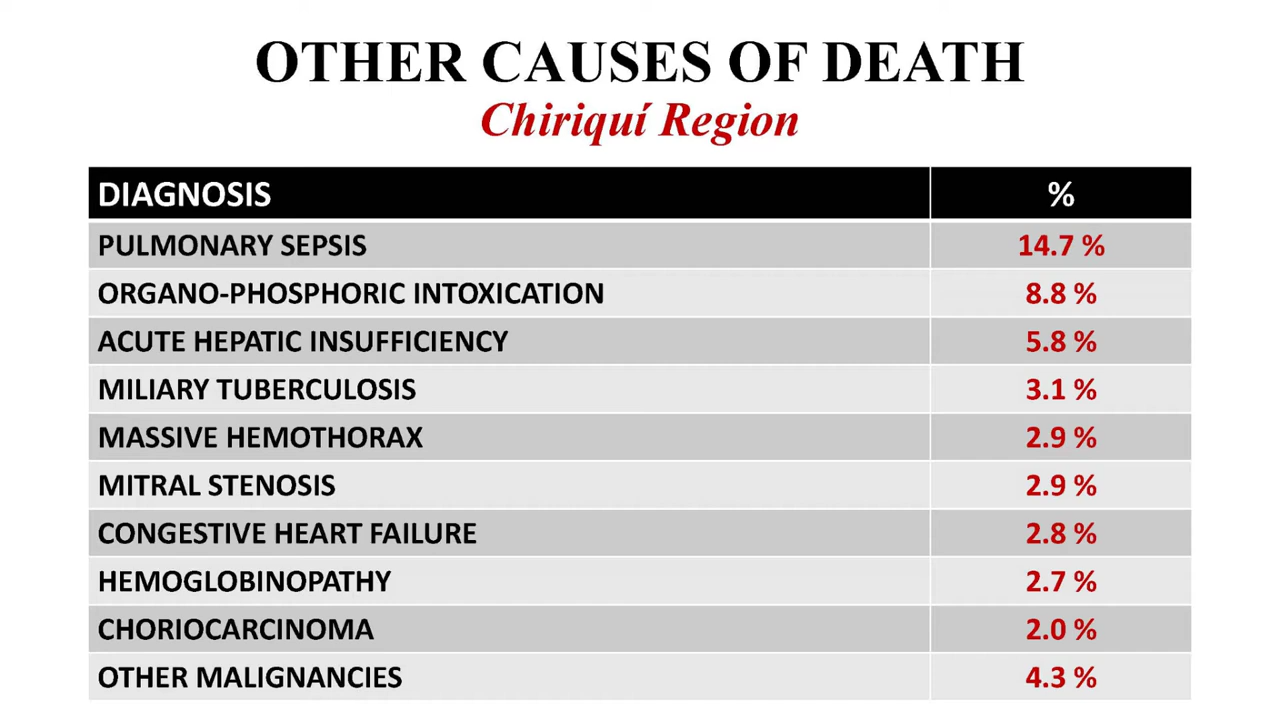 OTHER CAUSES OF DEATH
Chiriquí Region
DIAGNOSIS %
PULMONARY SEPSIS 14.7 %
ORGANO-PHOSPHORIC INTOXICATION 8.8 %
ACUTE HEPATIC INSUFFICIENCY 5.8 %
MILIARY TUBERCULOSIS 3.1 %
MASSIVE HEMOTHORAX 2.9 %
MITRAL STENOSIS 2.9 %
CONGESTIVE HEART FAILURE 2.8 %
HEMOGLOBINOPATHY 2.7 %
CHORIOCARCINOMA 2.0 %
OTHER MALIGNANCIES 4.3 %